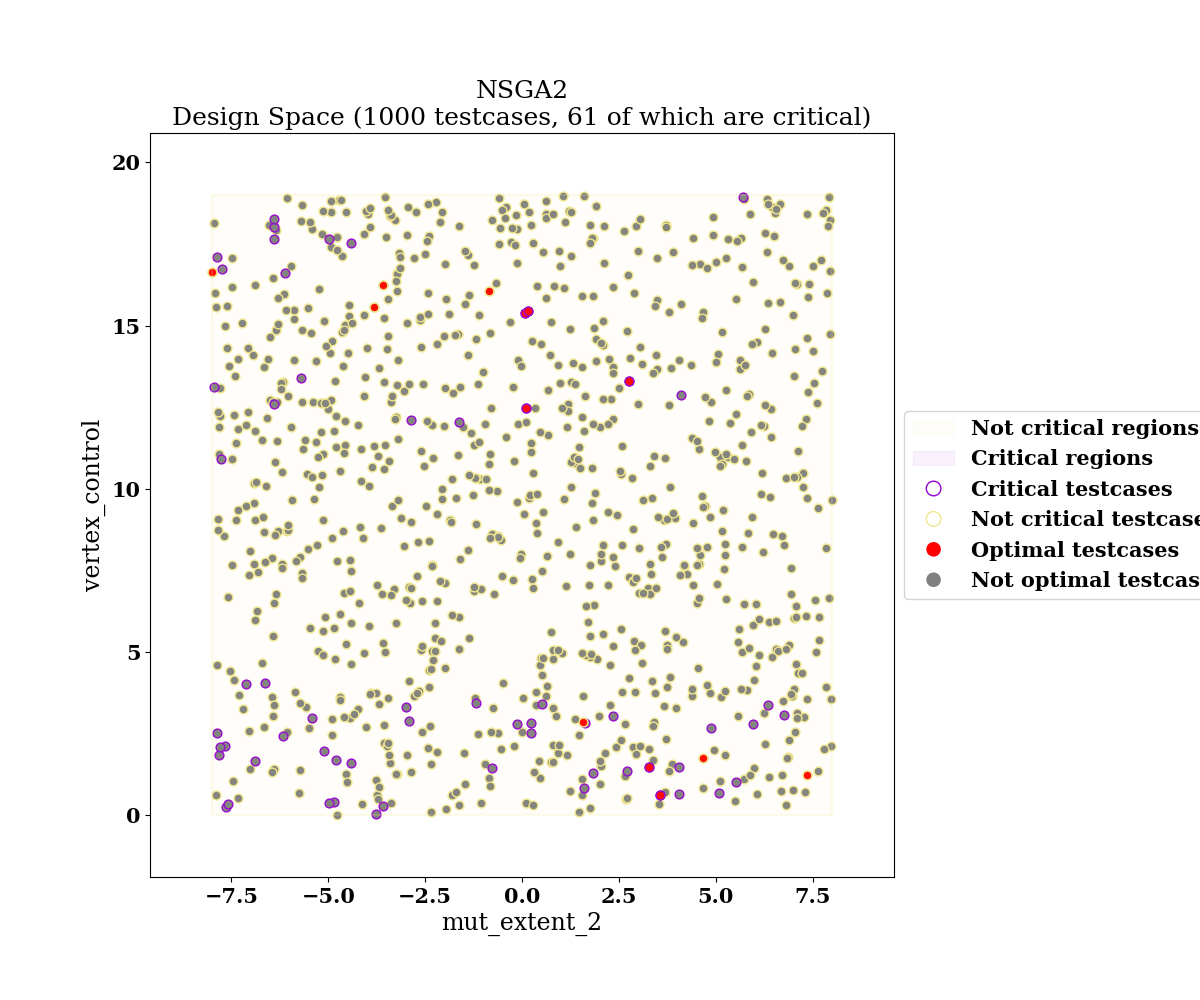 NSGA2
Design Space (1000 testcases, 61 of which are critical)
20
15
10
5
0
vertex_control
−7.5
−5.0
−2.5
0.0
2.5
5.0
7.5
mut_extent_2
Not critical regions
Critical regions
Critical testcases
Not critical testcase
Optimal testcases
Not optimal testcas